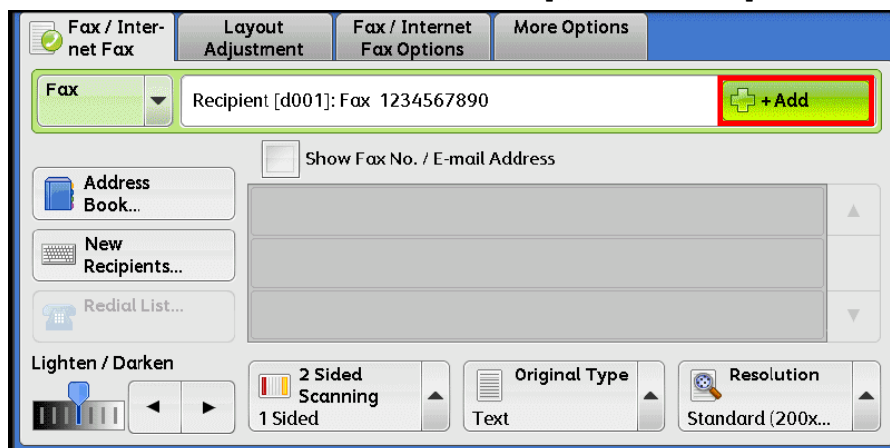 Fax / Inter-
net Fax
Layout
Adjustment
Fax / Internet
Fax Options
More Options
Fax
Recipient [d001]: Fax 1234567890
+Add
Show Fax No. / E-mail Address
Address
Book...
New
Recipients...
Redial List...
Lighten / Darken
2 Sided
Scanning
1 Sided
Original Type
Text
Resolution
Standard (200x...